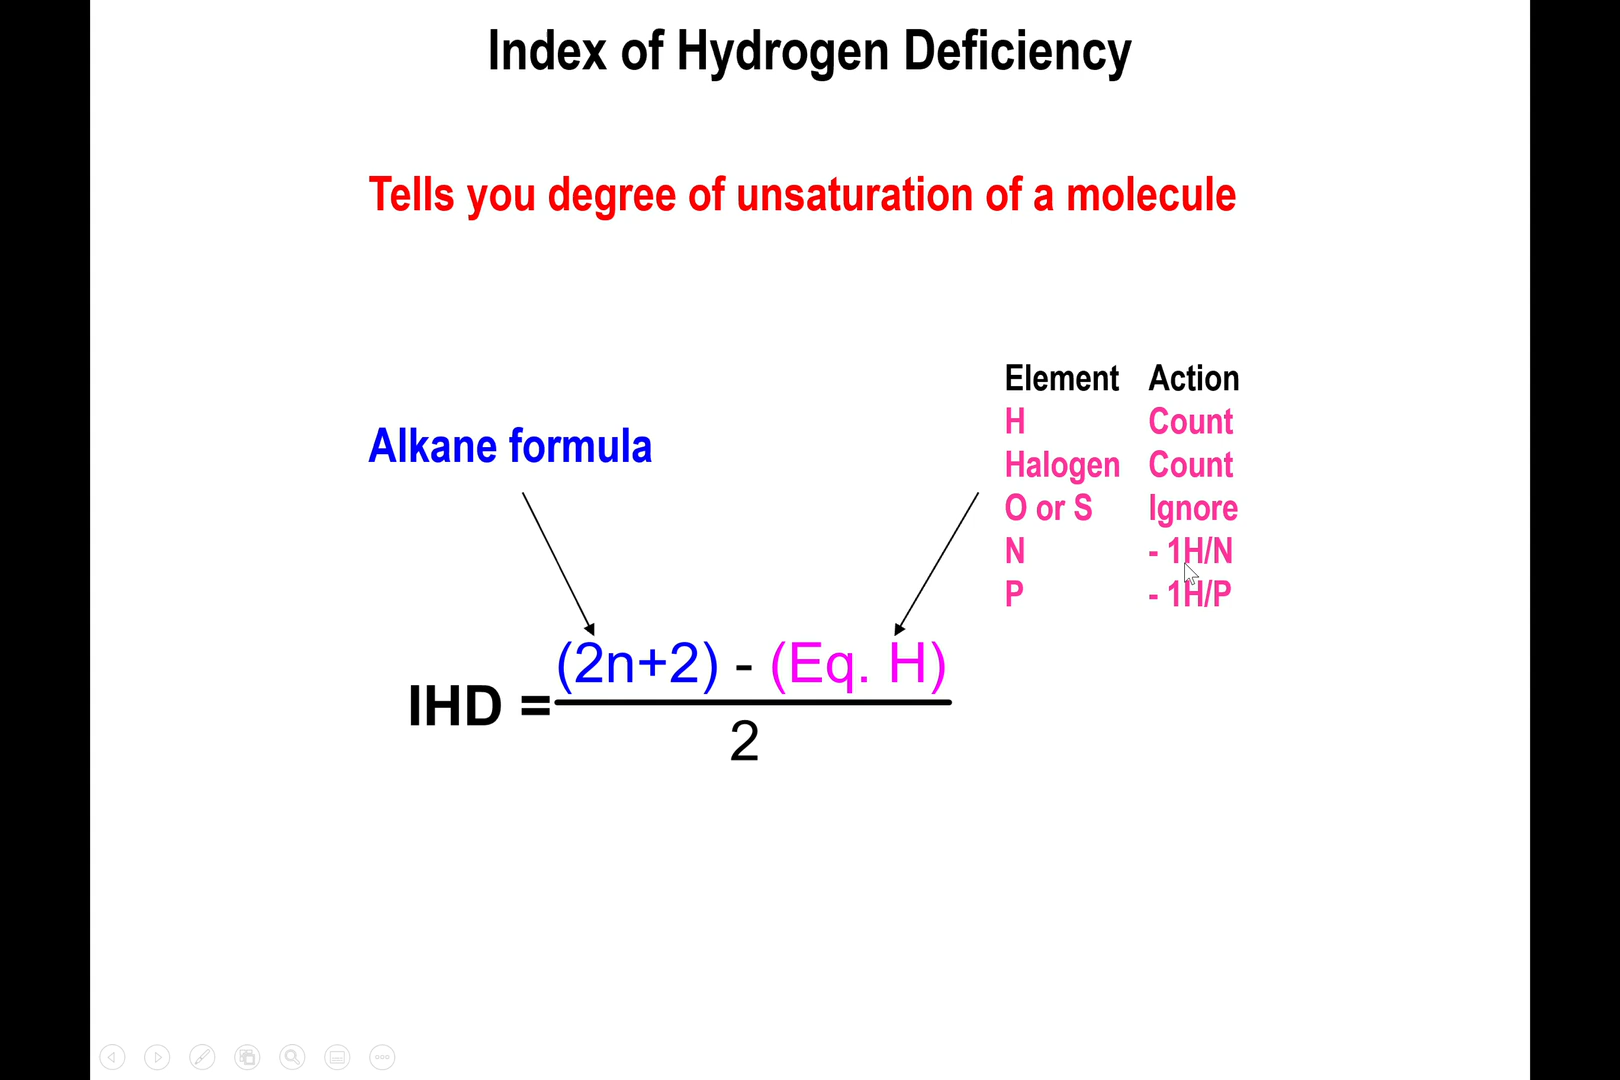 Index of Hydrogen Deficiency
Tells you degree of unsaturation of a molecule
Element Action
H Count
Halogen Count
O or S Ignore
N - 1H/N
P - 1H/P
Alkane formula
(2n+2) - (Eq. H)
IHD =
2